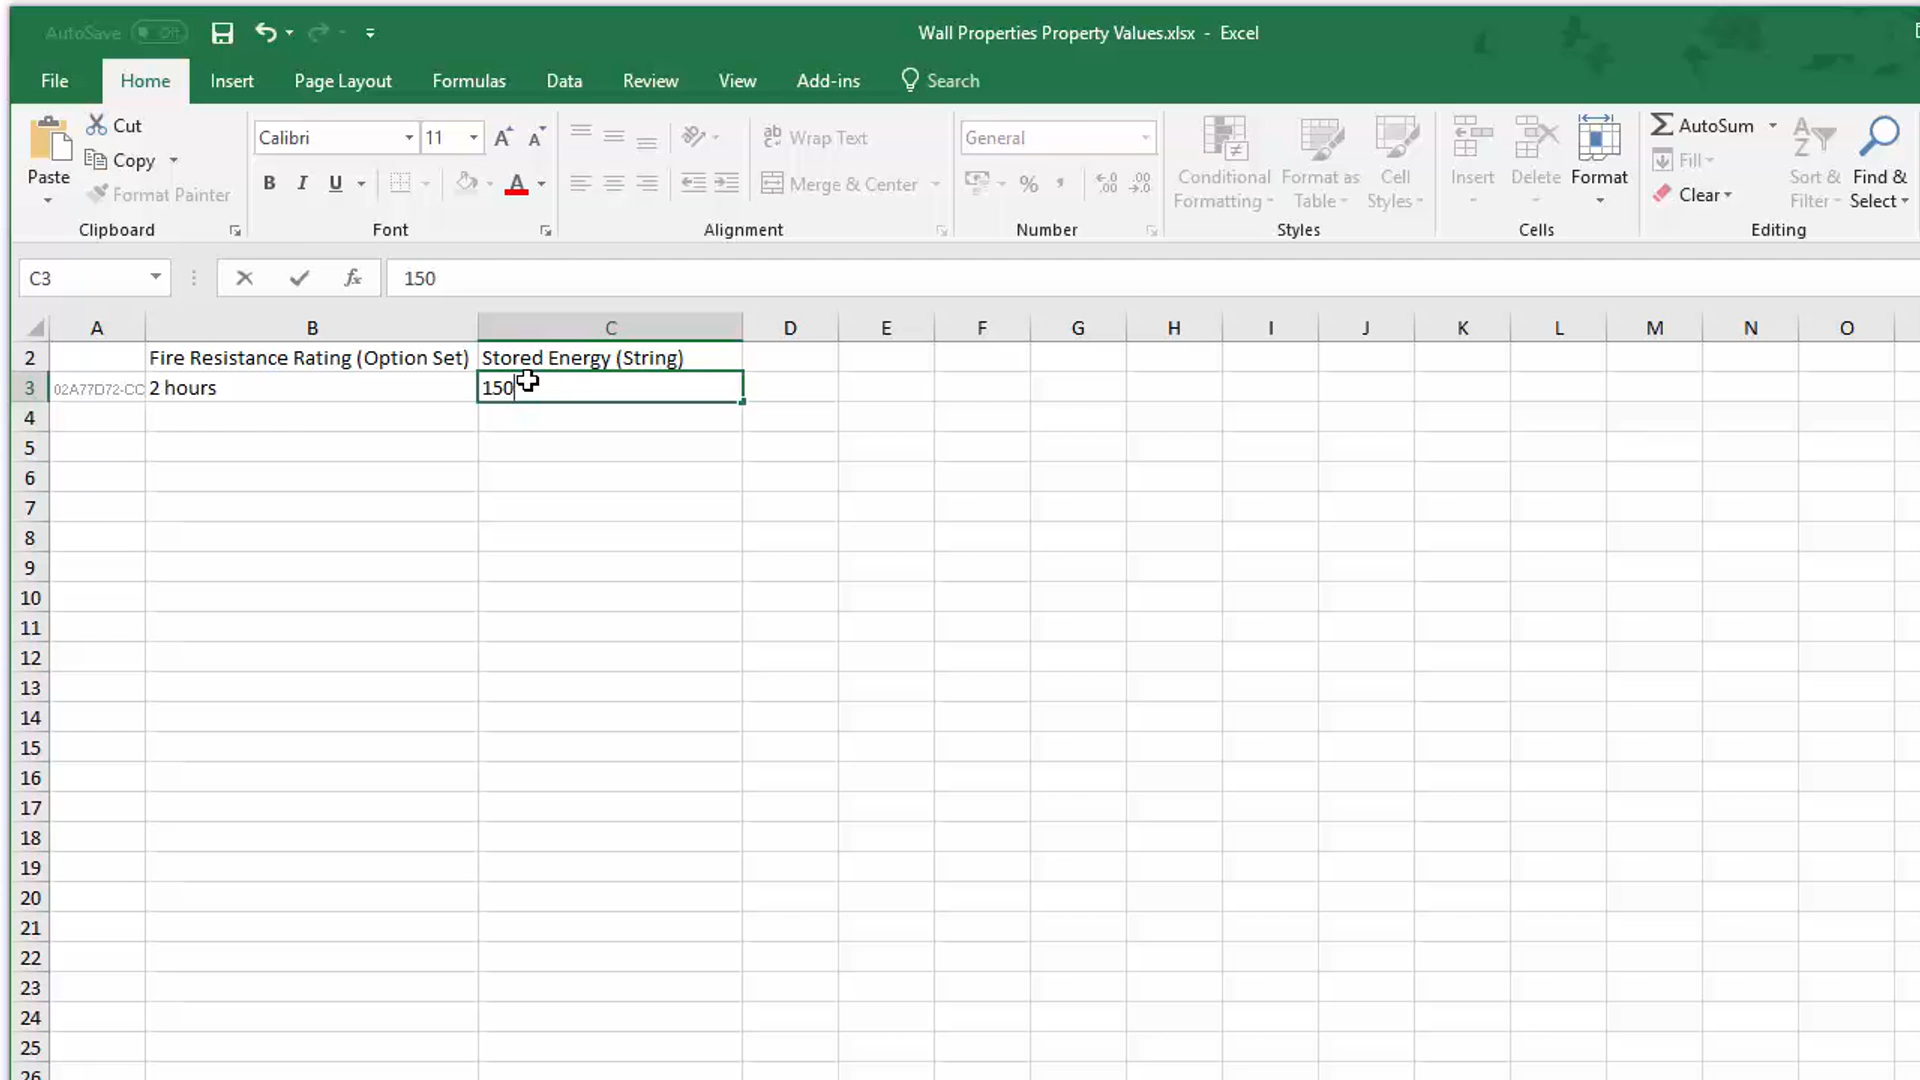 AutoSave Off
Wall Properties Property Values.xlsx - Excel
File Home Insert Page Layout Formulas Data Review View Add-ins Search
Paste
Cut
Copy
Format Painter
Clipboard
Calibri 11
B I U
Font
Wrap Text
Merge & Center
Alignment
General
Number
Conditional Formatting
Format as Table
Cell Styles
Styles
Insert Delete Format
Cells
AutoSum
Fill
Clear
Sort & Filter
Find & Select
Editing
C3 fx 150
A B C D E F G H I J K L M N O
2 Fire Resistance Rating (Option Set) Stored Energy (String)
3 02A77D72-CC 2 hours 150
4
5
6
7
8
9
10
11
12
13
14
15
16
17
18
19
20
21
22
23
24
25
26